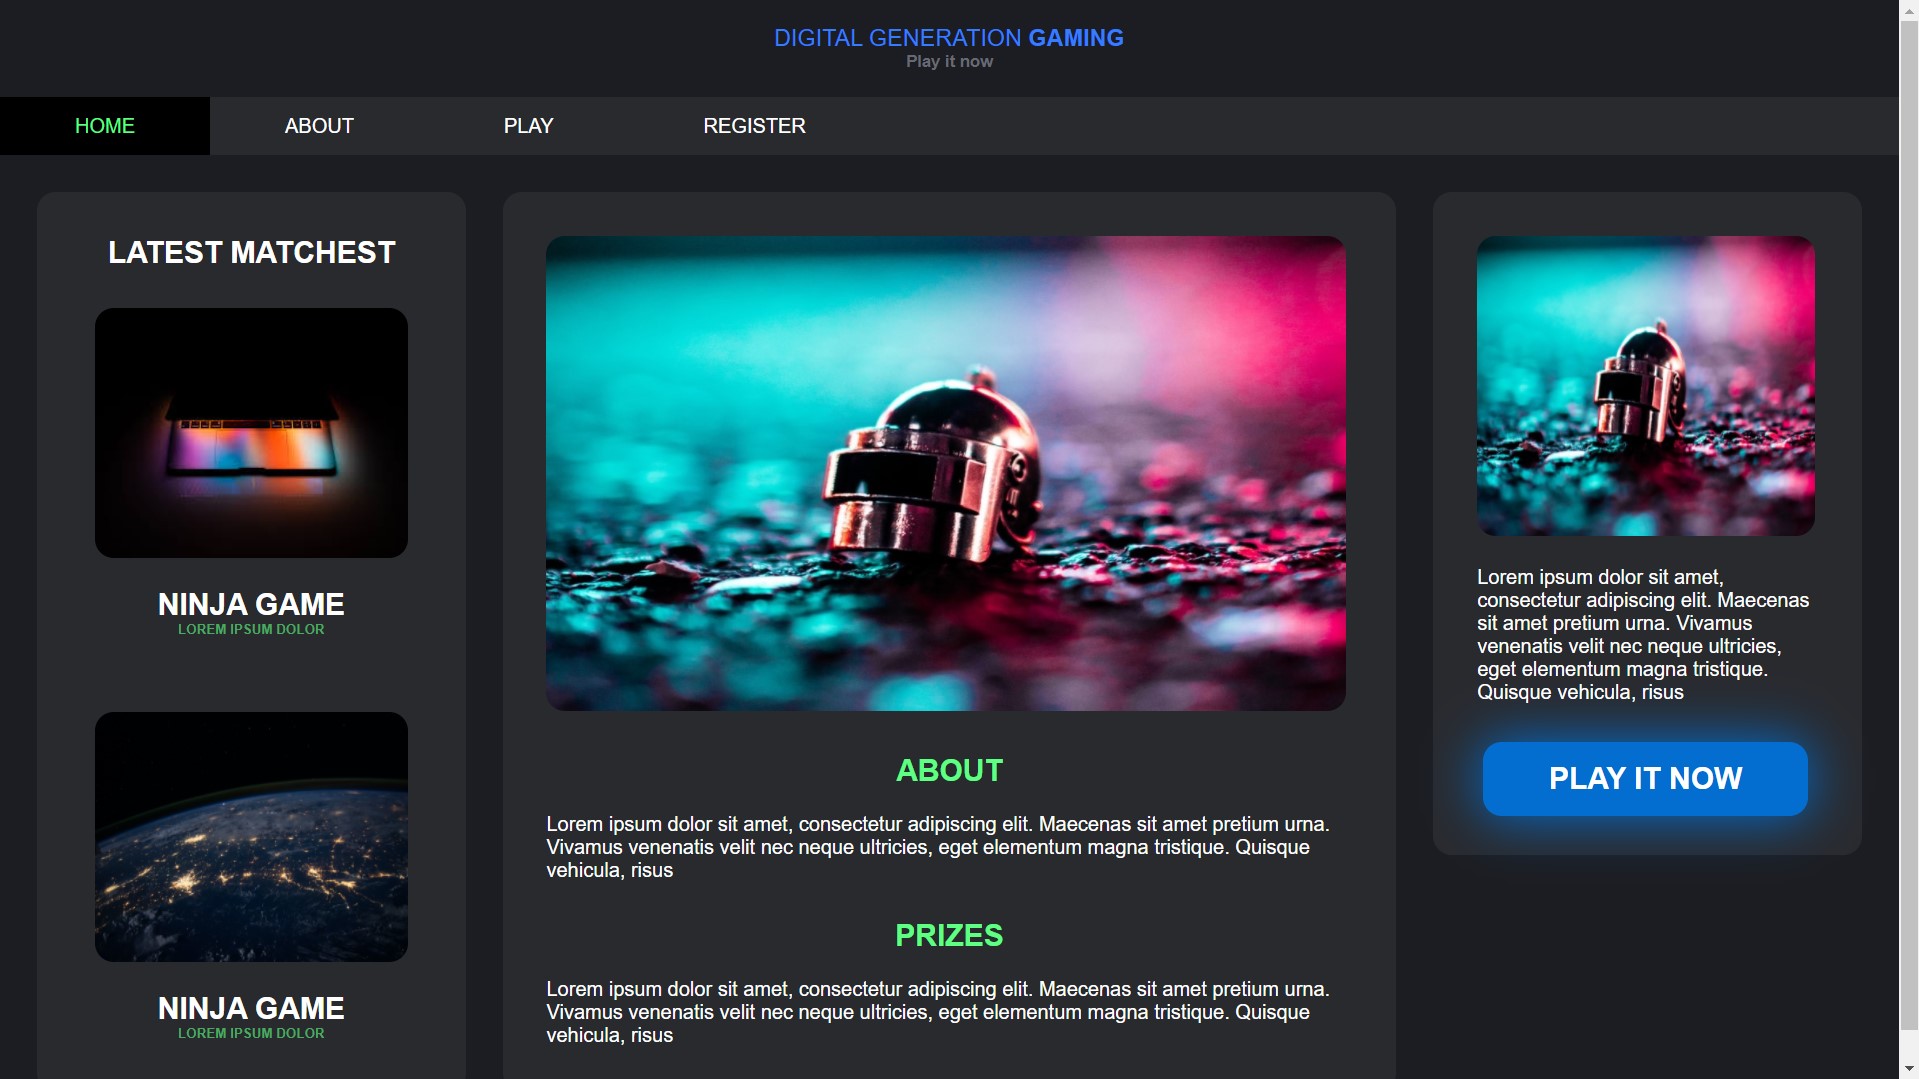 DIGITAL GENERATION GAMING
Play it now
HOME ABOUT PLAY REGISTER
LATEST MATCHEST
NINJA GAME
LOREM IPSUM DOLOR
NINJA GAME
LOREM IPSUM DOLOR
ABOUT
Lorem ipsum dolor sit amet, consectetur adipiscing elit. Maecenas sit amet pretium urna.
Vivamus venenatis velit nec neque ultricies, eget elementum magna tristique. Quisque
vehicula, risus
PRIZES
Lorem ipsum dolor sit amet, consectetur adipiscing elit. Maecenas sit amet pretium urna.
Vivamus venenatis velit nec neque ultricies, eget elementum magna tristique. Quisque
vehicula, risus
Lorem ipsum dolor sit amet,
consectetur adipiscing elit. Maecenas
sit amet pretium urna. Vivamus
venenatis velit nec neque ultricies,
eget elementum magna tristique.
Quisque vehicula, risus
PLAY IT NOW